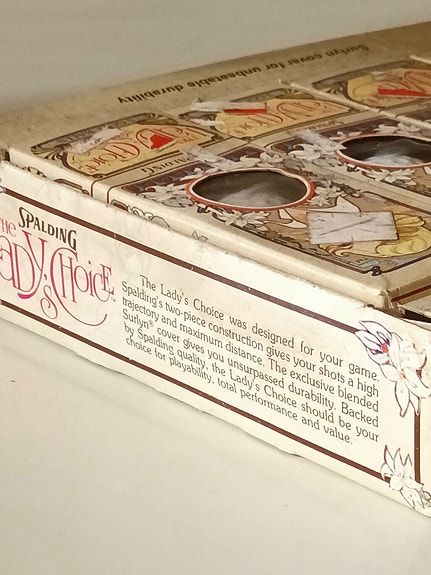 Surlyn cover for unbeatable durability
SPALDING
THE
LADY'S CHOICE
The Lady's Choice was designed for your game.
Spalding's two-piece construction gives your shots a high
trajectory and maximum distance. The exclusive blended
Surlyn® cover gives you unsurpassed durability. Backed
by Spalding quality, the Lady's Choice should be your
choice for playability, total performance and value.